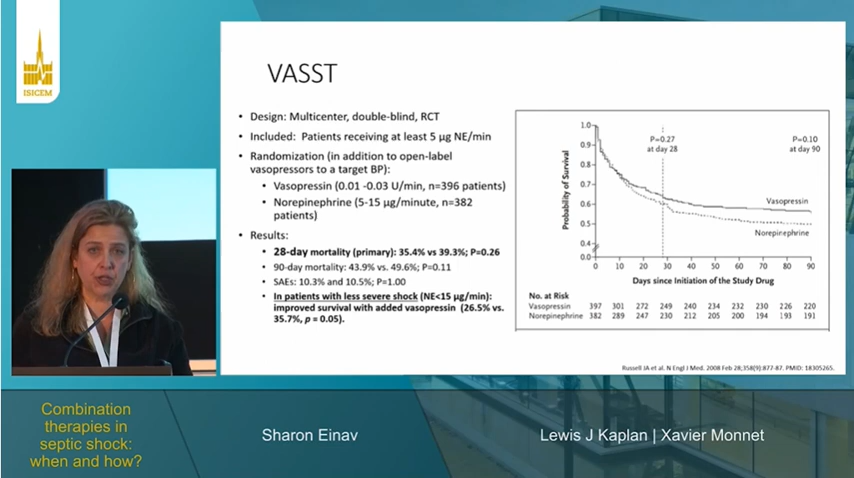 ISICEM
VASST
• Design: Multicenter, double-blind, RCT
• Included: Patients receiving at least 5 µg NE/min
• Randomization (in addition to open-label
vasopressors to a target BP):
• Vasopressin (0.01 -0.03 U/min, n=396 patients)
• Norepinephrine (5-15 µg/minute, n=382
patients)
• Results:
• 28-day mortality (primary): 35.4% vs 39.3%; P=0.26
• 90-day mortality: 43.9% vs. 49.6%; P=0.11
• SAEs: 10.3% and 10.5%; P=1.00
• In patients with less severe shock (NE<15 µg/min):
improved survival with added vasopressin (26.5% vs.
35.7%, p = 0.05).
Probability of Survival
1.0
0.9
0.8
0.7
0.6
0.5
0.4
0.0
P=0.27
at day 28
P=0.10
at day 90
Vasopressin
Norepinephrine
0 10 20 30 40 50 60 70 80 90
Days since Initiation of the Study Drug
No. at Risk
Vasopressin 397 301 272 249 240 234 232 230 226 220
Norepinephrine 382 289 247 230 212 205 200 194 193 191
Russell JA et al. N Engl J Med. 2008 Feb 28;358(9):877-87. PMID: 18305265.
Combination
therapies in
septic shock:
when and how?
Sharon Einav
Lewis J Kaplan | Xavier Monnet